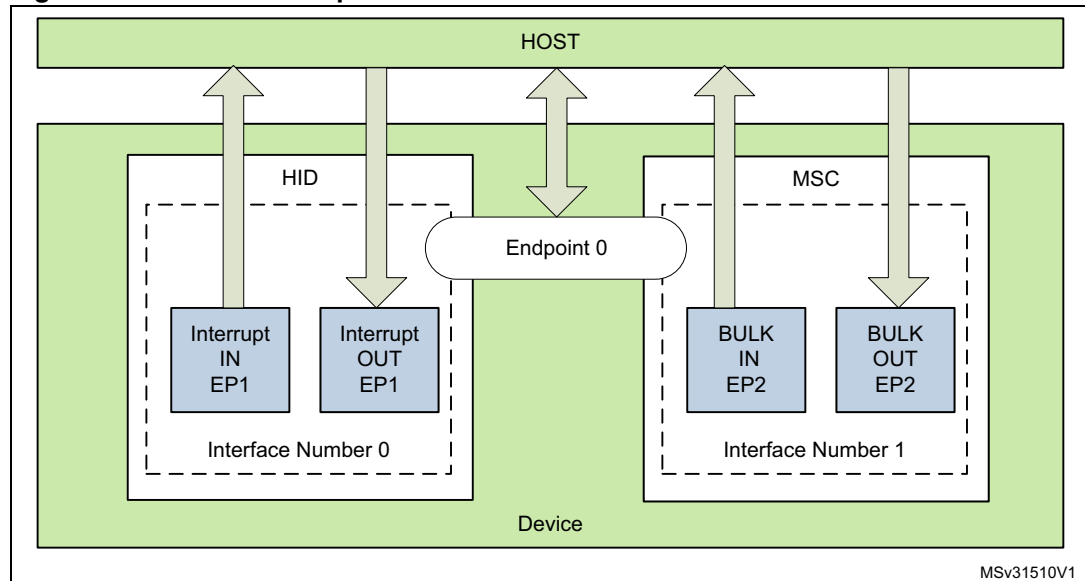 HOST
HID
MSC
Endpoint 0
Interrupt
IN
EP1
Interrupt
OUT
EP1
BULK
IN
EP2
BULK
OUT
EP2
Interface Number 0
Interface Number 1
Device
MSv31510V1